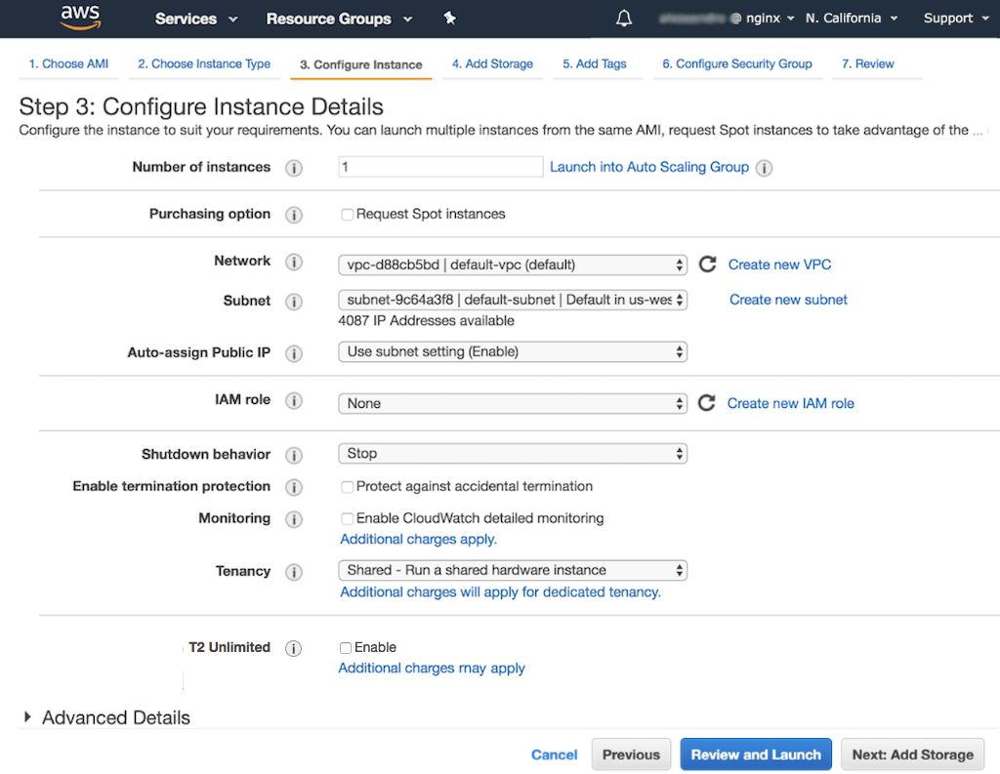 aws Services Resource Groups @ nginx N. California Support
1. Choose AMI 2. Choose Instance Type 3. Configure Instance 4. Add Storage 5. Add Tags 6. Configure Security Group 7. Review
Step 3: Configure Instance Details
Configure the instance to suit your requirements. You can launch multiple instances from the same AMI, request Spot instances to take advantage of the ...
Number of instances i 1 Launch into Auto Scaling Group i
Purchasing option i Request Spot instances
Network i vpc-d88cb5bd | default-vpc (default) Create new VPC
Subnet i subnet-9c64a3f8 | default-subnet | Default in us-wes Create new subnet
4087 IP Addresses available
Auto-assign Public IP i Use subnet setting (Enable)
IAM role i None Create new IAM role
Shutdown behavior i Stop
Enable termination protection i Protect against accidental termination
Monitoring i Enable CloudWatch detailed monitoring
Additional charges apply.
Tenancy i Shared - Run a shared hardware instance
Additional charges will apply for dedicated tenancy.
T2 Unlimited i Enable
Additional charges may apply
Advanced Details
Cancel Previous Review and Launch Next: Add Storage